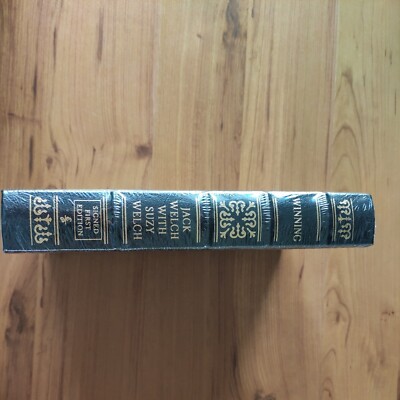 WINNING
JACK
WELCH
WITH
SUZY
WELCH
SIGNED
FIRST
EDITION